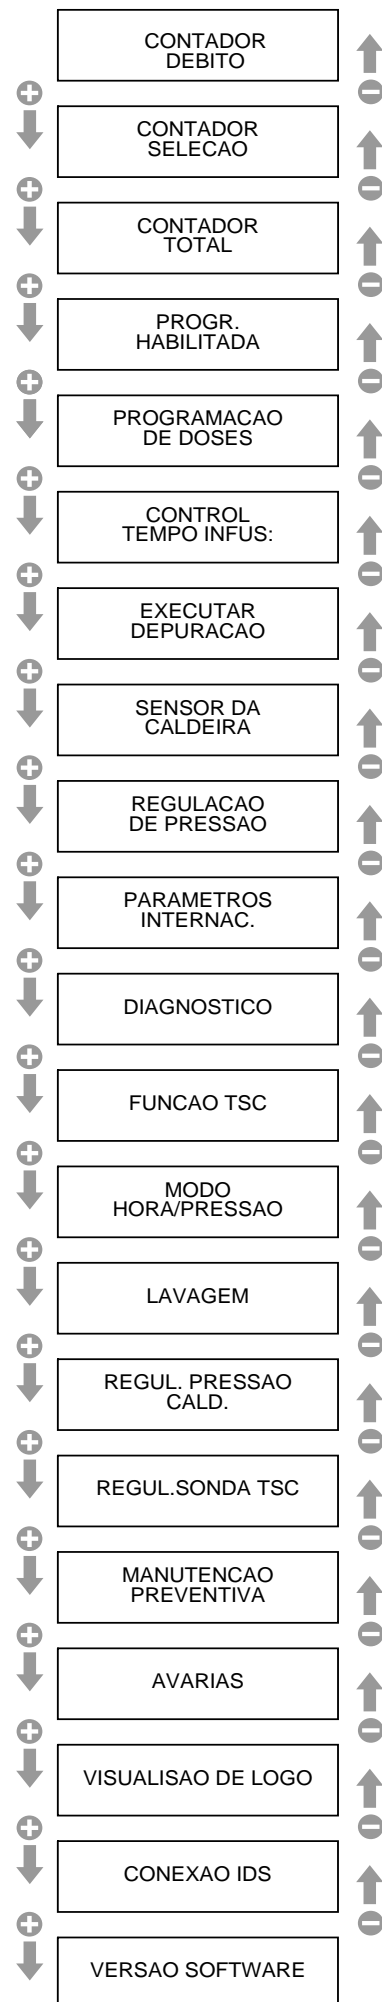 CONTADOR
DEBITO
CONTADOR
SELECAO
CONTADOR
TOTAL
PROGR.
HABILITADA
PROGRAMACAO
DE DOSES
CONTROL
TEMPO INFUS:
EXECUTAR
DEPURACAO
SENSOR DA
CALDEIRA
REGULACAO
DE PRESSAO
PARAMETROS
INTERNAC.
DIAGNOSTICO
FUNCAO TSC
MODO
HORA/PRESSAO
LAVAGEM
REGUL. PRESSAO
CALD.
REGUL.SONDA TSC
MANUTENCAO
PREVENTIVA
AVARIAS
VISUALISAO DE LOGO
CONEXAO IDS
VERSAO SOFTWARE